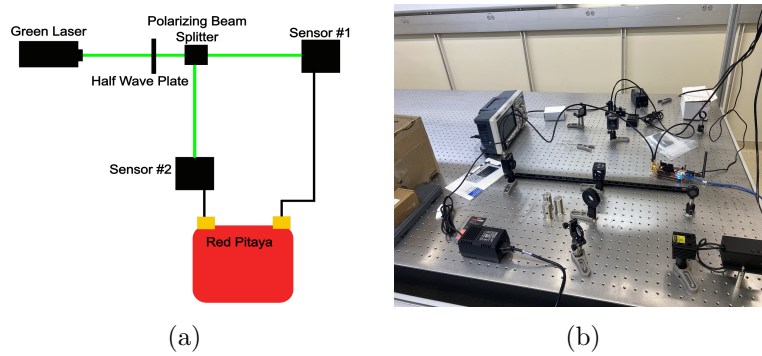 Polarizing Beam
Splitter
Green Laser
Sensor #1
Half Wave Plate
Sensor #2
Red Pitaya
(a)
(b)